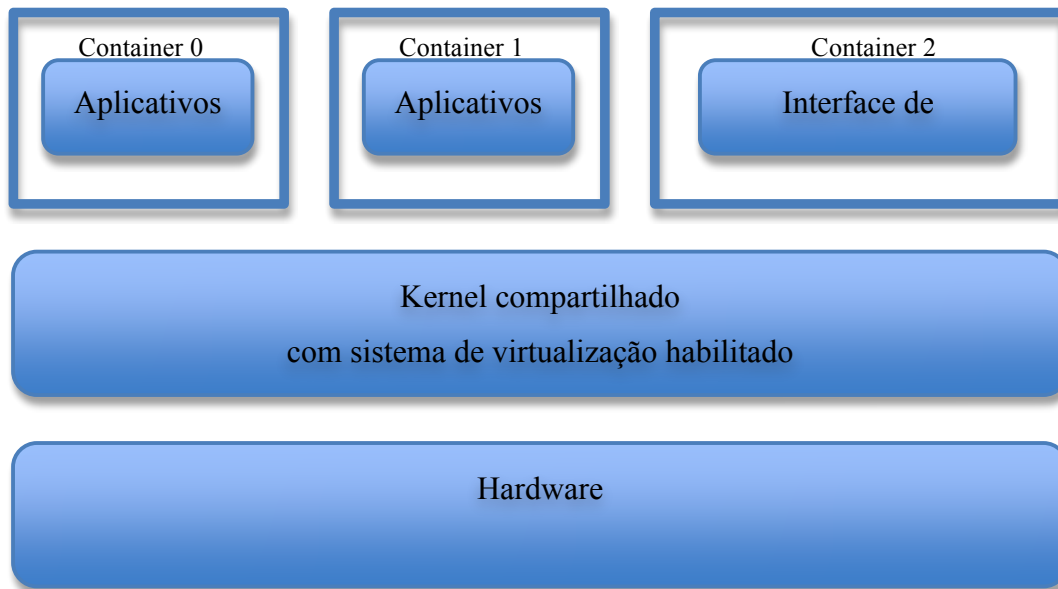 Container 0
Container 1
Container 2
Aplicativos
Aplicativos
Interface de
Kernel compartilhado
com sistema de virtualização habilitado
Hardware